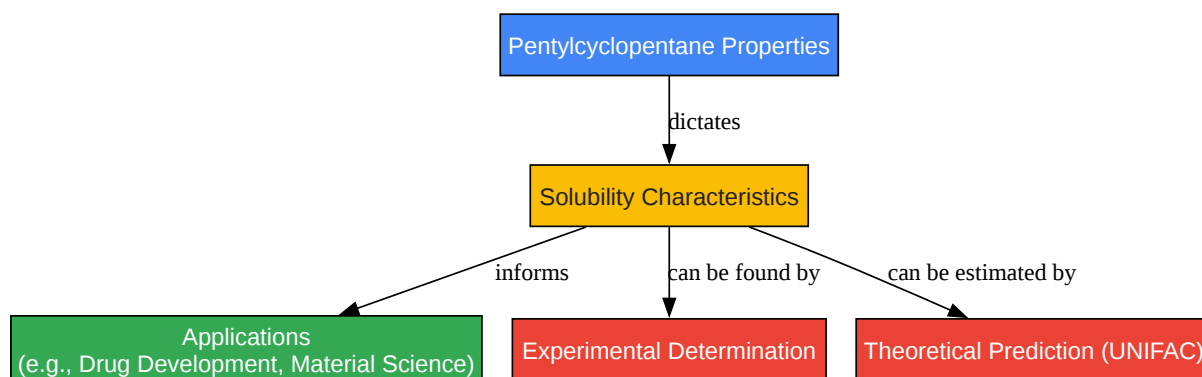 Pentylcyclopentane Properties
dictates
Solubility Characteristics
informs
can be found by
can be estimated by
Applications
(e.g., Drug Development, Material Science)
Experimental Determination
Theoretical Prediction (UNIFAC)